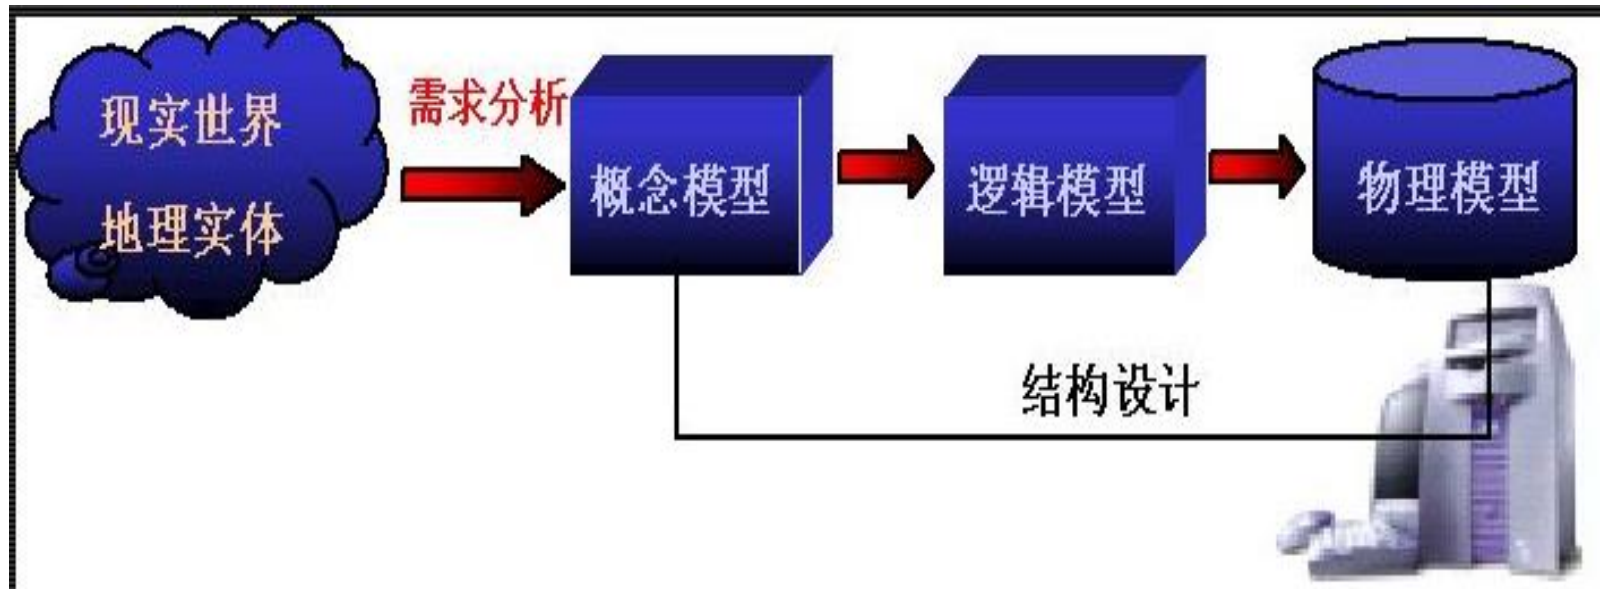 现实世界
地理实体
需求分析
概念模型
逻辑模型
物理模型
结构设计